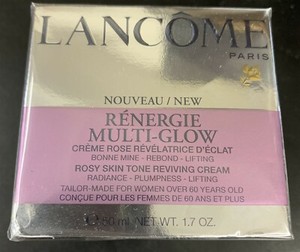 LANCÔME
PARIS
NOUVEAU / NEW
RÉNERGIE
MULTI-GLOW
CRÈME ROSE RÉVÉLATRICE D'ÉCLAT
BONNE MINE - REBOND - LIFTING
ROSY SKIN TONE REVIVING CREAM
RADIANCE - PLUMPNESS - LIFTING
TAILOR-MADE FOR WOMEN OVER 60 YEARS OLD
CONÇUE POUR LES FEMMES DE 60 ANS ET PLUS
50 ml/NET WT. 1.7 OZ.